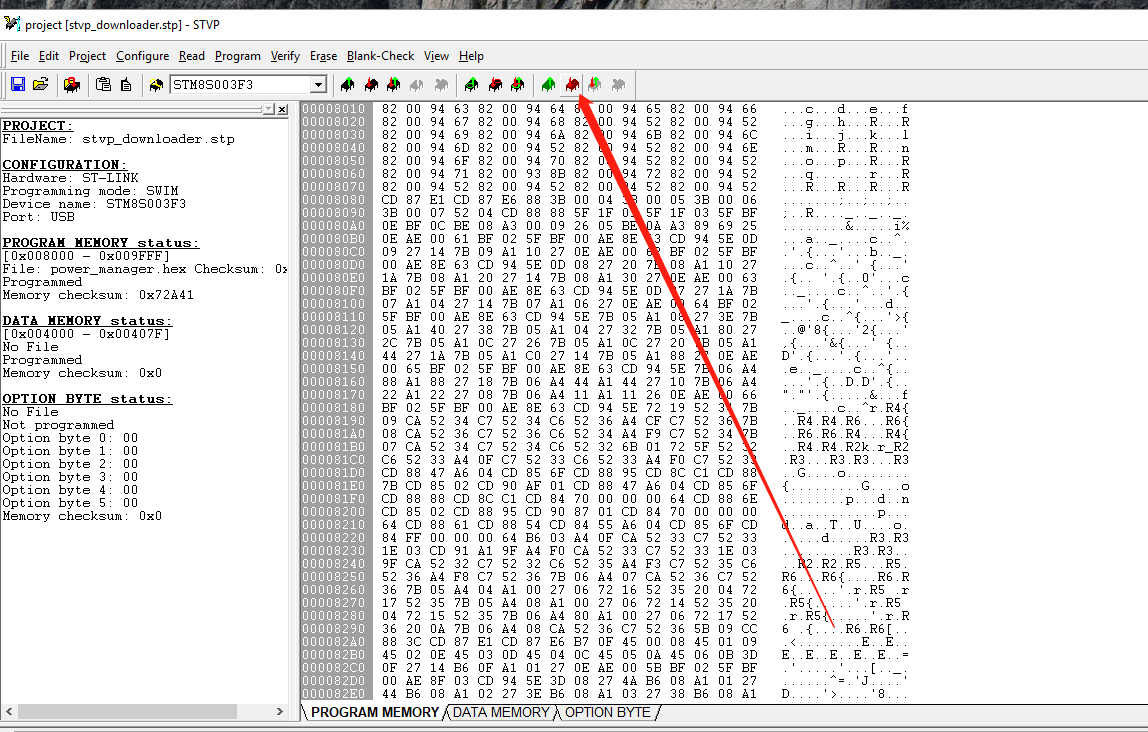 project [stvp_downloader.stp] - STVP
File Edit Project Configure Read Program Verify Erase Blank-Check View Help
STM8S003F3
PROJECT:
FileName: stvp_downloader.stp
CONFIGURATION:
Hardware: ST-LINK
Programming mode: SWIM
Device name: STM8S003F3
Port: USB
PROGRAM MEMORY status:
[0x008000 - 0x009FFF]
File: power_manager.hex Checksum: 0x
Programmed
Memory checksum: 0x72A41
DATA MEMORY status:
[0x004000 - 0x00407F]
No File
Programmed
Memory checksum: 0x0
OPTION BYTE status:
No File
Not programmed
Option byte 0: 00
Option byte 1: 00
Option byte 2: 00
Option byte 3: 00
Option byte 4: 00
Option byte 5: 00
Memory checksum: 0x0
00008010 82 00 94 63 82 00 94 64 00 94 65 82 00 94 66 ...c...d...e...f
00008020 82 00 94 67 82 00 94 68 82 00 94 52 82 00 94 52 ...g...h...R...R
00008030 82 00 94 69 82 00 94 6A 82 00 94 6B 82 00 94 6C ...i...j...k...l
00008040 82 00 94 6D 82 00 94 52 82 00 94 52 82 00 94 6E ...m...R...R...n
00008050 82 00 94 6F 82 00 94 70 82 00 94 52 82 00 94 52 ...o...p...R...R
00008060 82 00 94 71 82 00 93 8B 82 00 94 72 82 00 94 52 ...q.......r...R
00008070 82 00 94 52 82 00 94 52 82 00 94 52 82 00 94 52 ...R...R...R...R
00008080 CD 87 E1 CD 87 E6 88 3B 00 04 3B 00 05 3B 00 06 .......;..;..;..
00008090 3B 00 07 52 04 CD 88 88 5F 1F 5F 1F 03 5F BF ;..R...._.._.._.
000080A0 0E BF 0C BE 08 A3 00 09 26 05 BE 0A A3 89 69 25 ........&.....i%
000080B0 0E AE 00 61 BF 02 5F BF 00 AE 8E CD 94 5E 0D ...a.._....c..^.
000080C0 09 27 14 7B 09 A1 10 27 0E AE 00 BF 02 5F BF .'.{...'...b.._.
000080D0 00 AE 8E 63 CD 94 5E 0D 08 27 20 08 A1 10 27 ...c..^..' {...'
000080E0 1A 7B 08 A1 20 27 14 7B 08 A1 30 27 0E AE 00 63 .{.. '.{..0'...c
000080F0 BF 02 5F BF 00 AE 8E 63 CD 94 5E 0D 27 1A 7B .._....c..^..'.{
00008100 07 A1 04 27 14 7B 07 A1 06 27 0E AE 00 64 BF 02 ...'.{...'...d..
00008110 5F BF 00 AE 8E 63 CD 94 5E 7B 05 A1 08 27 3E 7B _....c..^{...'>{
00008120 05 A1 40 27 38 7B 05 A1 04 27 32 7B 05 A1 80 27 ..@'8{...'2{...'
00008130 2C 7B 05 A1 0C 27 26 7B 05 A1 0C 27 20 7B 05 A1 ,{...'&{...' {..
00008140 44 27 1A 7B 05 A1 C0 27 14 7B 05 A1 88 27 0E AE D'.{...'.{...'..
00008150 00 65 BF 02 5F BF 00 AE 8E 63 CD 94 5E 7B 06 A4 .e.._....c..^{..
00008160 88 A1 88 27 18 7B 06 A4 44 A1 44 27 10 7B 06 A4 ...'.{..D.D'.{..
00008170 22 A1 22 27 08 7B 06 A4 11 A1 11 26 0E AE 00 66 "."'.{.....&...f
00008180 BF 02 5F BF 00 AE 8E 63 CD 94 5E 72 19 52 7B .._....c..^r.R4{
00008190 09 CA 52 34 C7 52 34 C6 52 36 A4 CF C7 52 36 7B ..R4.R4.R6...R6{
000081A0 08 CA 52 36 C7 52 36 C6 52 34 A4 F9 C7 52 34 7B ..R6.R6.R4...R4{
000081B0 07 CA 52 34 C7 52 34 C6 52 32 6B 01 72 5F 52 32 ..R4.R4.R2k.r_R2
000081C0 C6 52 33 A4 0F C7 52 33 C6 52 33 A4 F0 C7 52 33 .R3...R3.R3...R3
000081D0 CD 88 47 A6 04 CD 85 6F CD 88 95 CD 8C C1 CD 88 ..G....o........
000081E0 7B CD 85 02 CD 90 AF 01 CD 88 47 A6 04 CD 85 6F {.........G....o
000081F0 CD 88 88 CD 8C C1 CD 84 70 00 00 00 64 CD 88 6E ........p...d..n
00008200 CD 85 02 CD 88 95 CD 90 87 01 CD 84 70 00 00 00 ............p...
00008210 64 CD 88 61 CD 88 54 CD 84 55 A6 04 CD 85 6F CD d..a..T..U....o.
00008220 84 FF 00 00 00 64 B6 03 A4 0F CA 52 33 C7 52 33 .....d.....R3.R3
00008230 1E 03 CD 91 A1 9F A4 F0 CA 52 33 C7 52 33 1E 03 .........R3.R3..
00008240 9F CA 52 32 C7 52 32 C6 52 35 A4 F3 C7 52 35 C6 ..R2.R2.R5...R5.
00008250 52 36 A4 F8 C7 52 36 7B 06 A4 07 CA 52 36 C7 52 R6...R6{....R6.R
00008260 36 7B 05 A4 04 A1 00 27 06 72 16 52 35 20 04 72 6{.....'.r.R5 .r
00008270 17 52 35 7B 05 A4 08 A1 00 27 06 72 14 52 35 20 .R5{.....'.r.R5 
00008280 04 72 15 52 35 7B 06 A4 80 A1 00 27 06 72 17 52 .r.R5{.....'.r.R
00008290 36 20 0A 7B 06 A4 08 CA 52 36 C7 52 36 5B 09 CC 6 .{....R6.R6[..
000082A0 88 3C CD 87 E1 CD 87 E6 B7 0F 45 00 08 45 01 09 .<........E..E..
000082B0 45 02 0E 45 03 0D 45 04 0C 45 05 0A 45 06 0B 3D E..E..E..E..E..=
000082C0 0F 27 14 B6 0F A1 01 27 0E AE 00 5B BF 02 5F BF .'.....'...[.._.
000082D0 00 AE 8F 03 CD 94 5E 3D 08 27 4A B6 08 A1 01 27 ......^=.'J....'
000082E0 44 B6 08 A1 02 27 3E B6 08 A1 03 27 38 B6 08 A1 D....'>....'8...
PROGRAM MEMORY DATA MEMORY OPTION BYTE